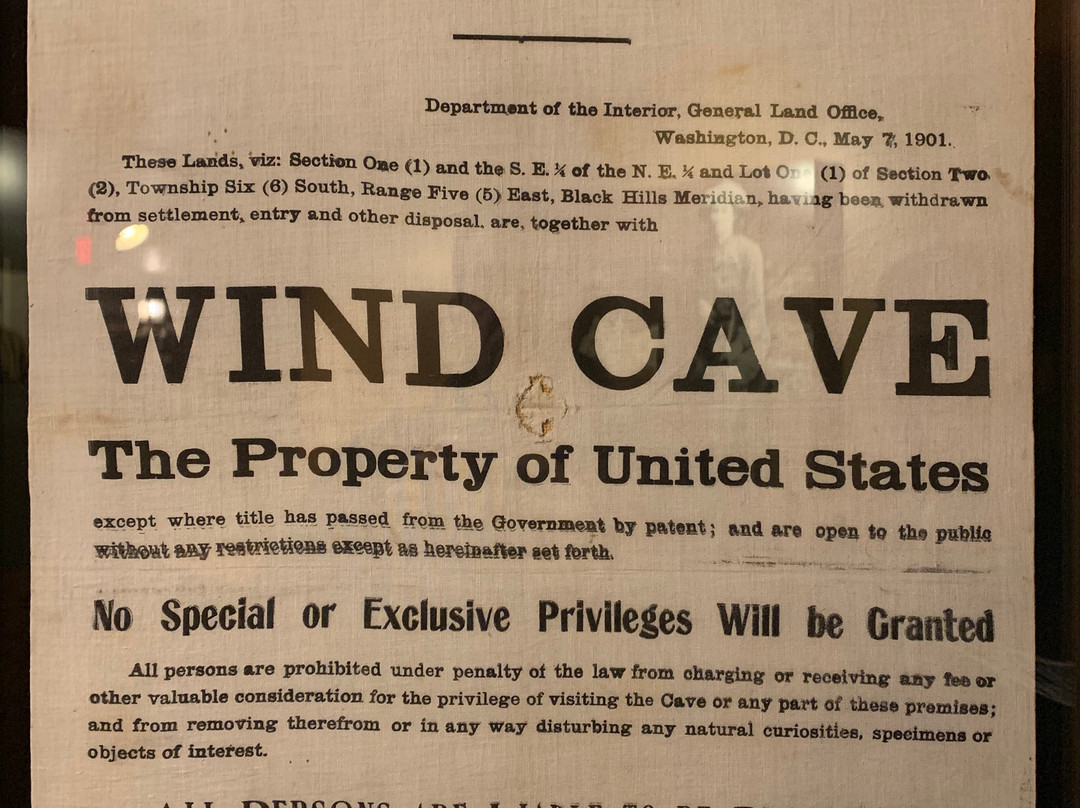 Department of the Interior, General Land Office,
Washington, D. C., May 7, 1901.
These Lands, viz: Section One (1) and the S. E. ¼ of the N. E. ¼ and Lot One (1) of Section Two
(2), Township Six (6) South, Range Five (5) East, Black Hills Meridian, having been withdrawn
from settlement, entry and other disposal, are, together with
WIND CAVE
The Property of United States
except where title has passed from the Government by patent; and are open to the public
without any restrictions except as hereinafter set forth.
No Special or Exclusive Privileges Will be Granted
All persons are prohibited under penalty of the law from charging or receiving any fee or
other valuable consideration for the privilege of visiting the Cave or any part of these premises;
and from removing therefrom or in any way disturbing any natural curiosities, specimens or
objects of interest.
ALL PERSONS ARE LIABLE TO BE